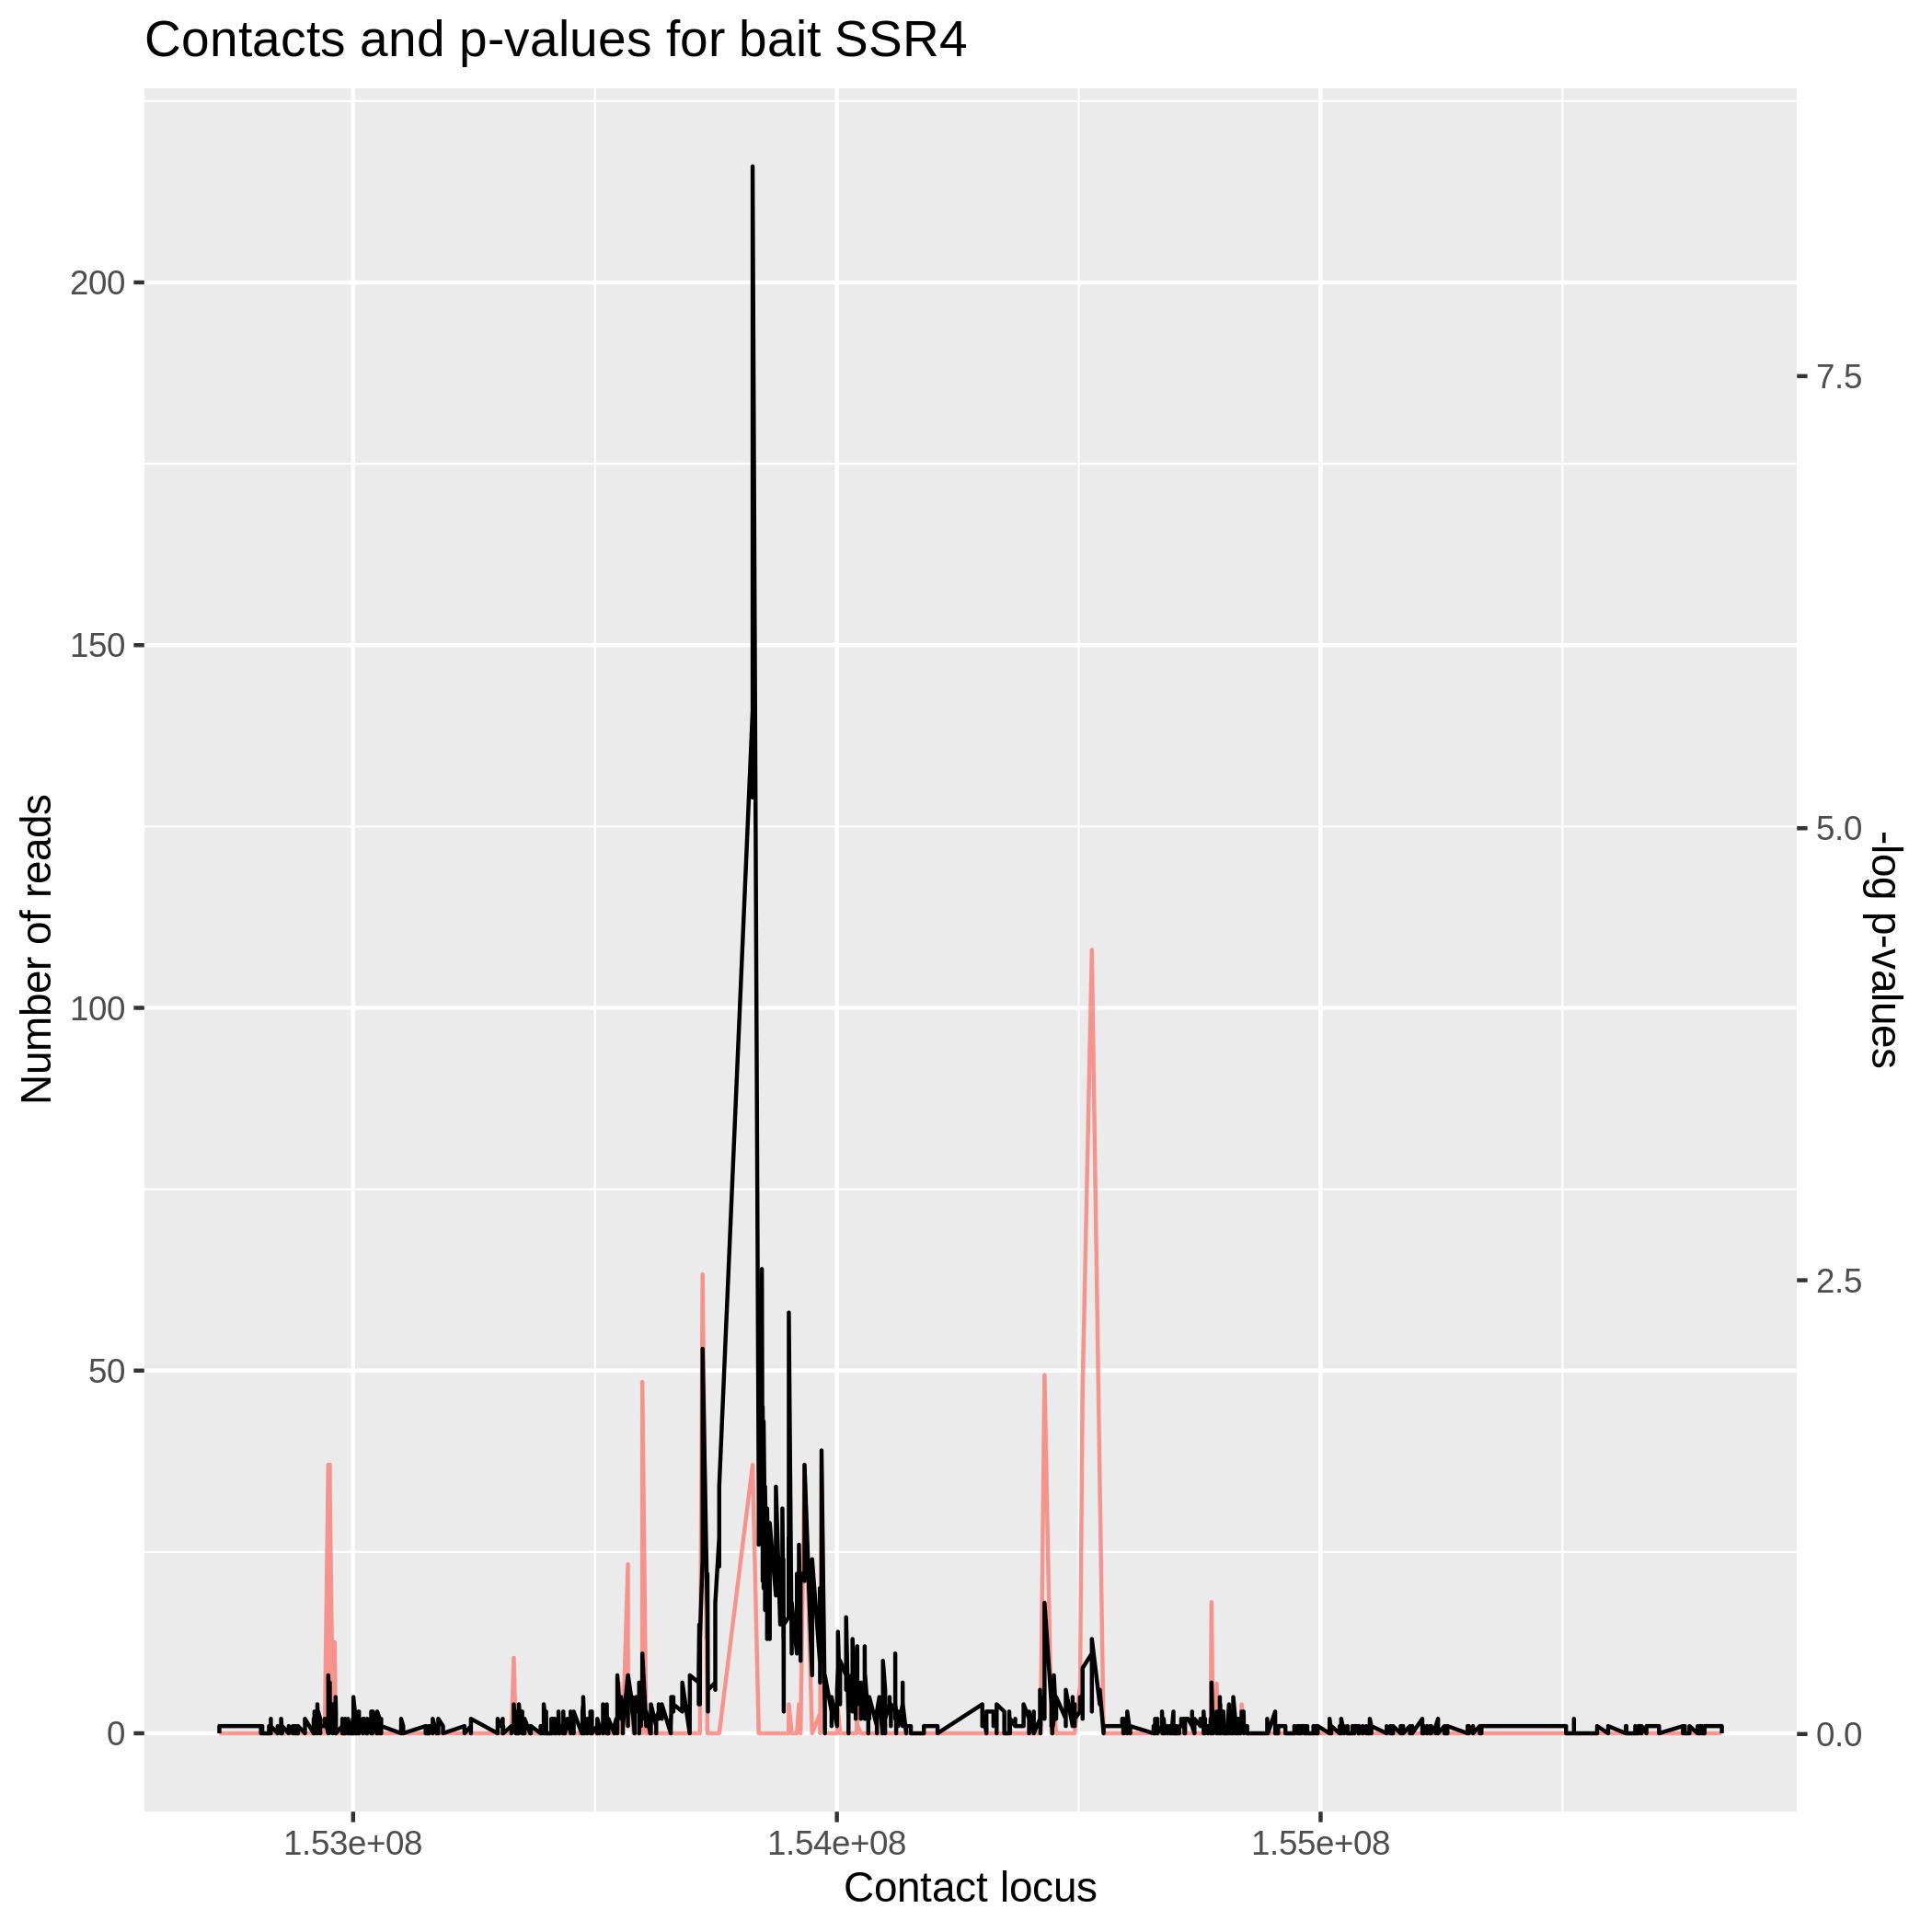 Contacts and p-values for bait SSR4
Number of reads
200
150
100
50
0
7.5
5.0
2.5
0.0
-log p-values
1.53e+08
1.54e+08
1.55e+08
Contact locus